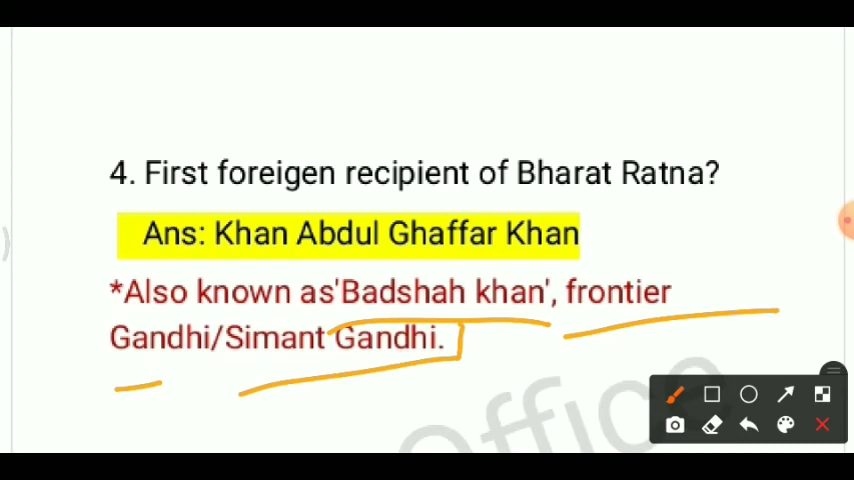 4. First foreigen recipient of Bharat Ratna?
Ans: Khan Abdul Ghaffar Khan
*Also known as'Badshah khan', frontier
Gandhi/Simant Gandhi.
Office